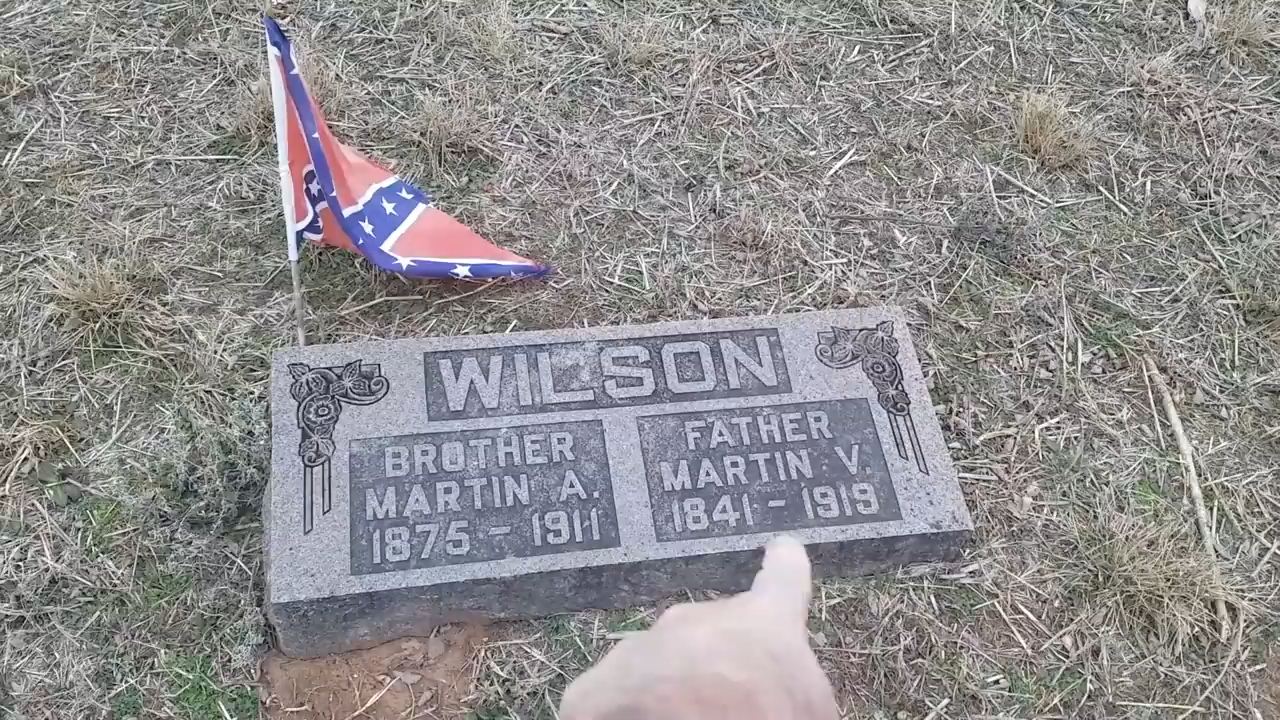 WILSON
BROTHER
MARTIN A.
1875 - 1911
FATHER
MARTIN V.
1841 - 1919